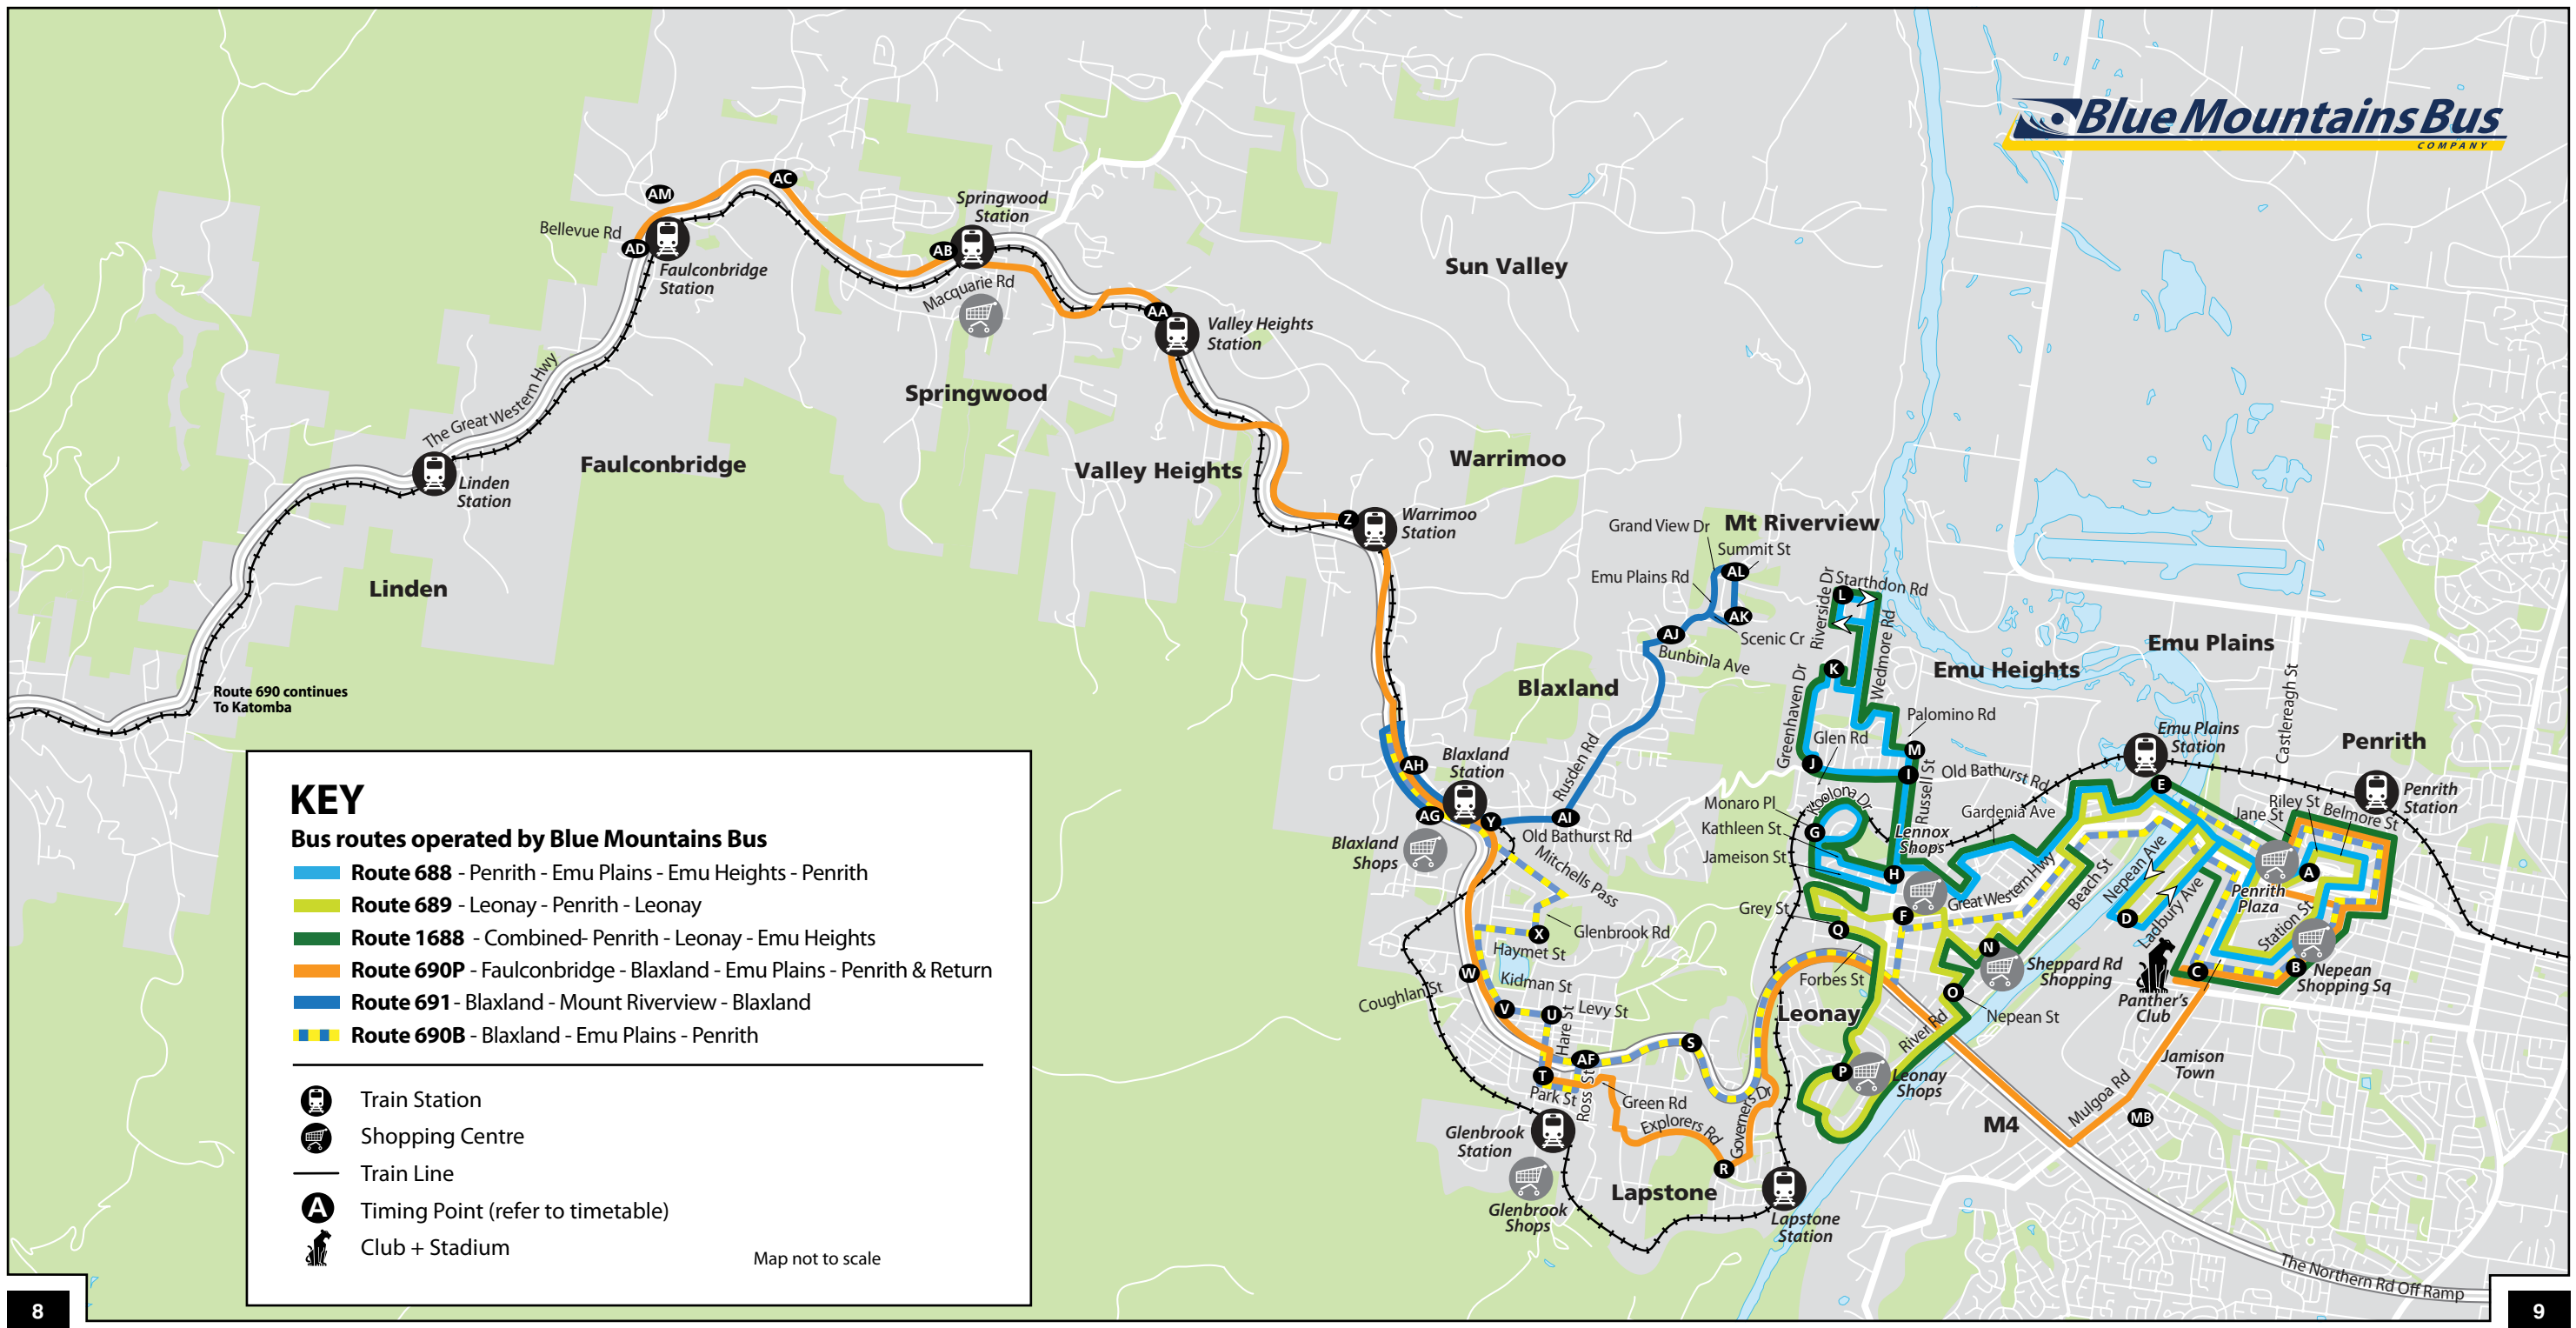 Blue Mountains Bus
COMPANY
AM
AC
Springwood
Station
Bellevue Rd
AD
AB
Faulconbridge
Station
Macquarie Rd
Sun Valley
AA
Valley Heights
Station
The Great Western Hwy
Springwood
Faulconbridge
Valley Heights
Warrimoo
Linden
Station
Z
Warrimoo
Station
Grand View Dr
Mt Riverview
Summit St
AL
Emu Plains Rd
Linden
Riverside Dr
Starthdon Rd
L
AK
Scenic Cr
AJ
Bunbinla Ave
Wedmore Rd
Emu Plains
K
Emu Heights
Castlereagh St
Blaxland
Greenhaven Dr
Route 690 continues
To Katomba
Palomino Rd
Emu Plains
Station
Glen Rd
M
Penrith
Blaxland
Station
AH
Rusden Rd
J
I
Old Bathurst Rd
E
Penrith
Station
Russell St
Monaro Pl
Woolona Dr
Gardenia Ave
Riley St
Belmore St
Jane St
AG
Y
AI
Old Bathurst Rd
Kathleen St
G
Lennox
Shops
Blaxland
Shops
Mitchells Pass
Jameison St
H
Great Western Hwy
Beach St
Nepean Ave
A
Penrith
Plaza
Ladbury Ave
Grey St
F
D
Station St
X
Glenbrook Rd
Q
N
Haymet St
Sheppard Rd
Shopping
W
Kidman St
Forbes St
C
B
Nepean
Shopping Sq
Coughlan St
O
Panther's
Club
V
U
Levy St
Leonay
Nepean St
Hare St
River Rd
S
AF
Jamison
Town
T
P
Leonay
Shops
Park St
Ross St
Green Rd
Governers Dr
Mulgoa Rd
MB
Explorers Rd
M4
Glenbrook
Station
R
Lapstone
Glenbrook
Shops
Lapstone
Station
The Northern Rd Off Ramp
KEY
Bus routes operated by Blue Mountains Bus
Route 688 - Penrith - Emu Plains - Emu Heights - Penrith
Route 689 - Leonay - Penrith - Leonay
Route 1688 - Combined- Penrith - Leonay - Emu Heights
Route 690P - Faulconbridge - Blaxland - Emu Plains - Penrith & Return
Route 691 - Blaxland - Mount Riverview - Blaxland
Route 690B - Blaxland - Emu Plains - Penrith
Train Station
Shopping Centre
Train Line
A
Timing Point (refer to timetable)
Club + Stadium
Map not to scale
8
9